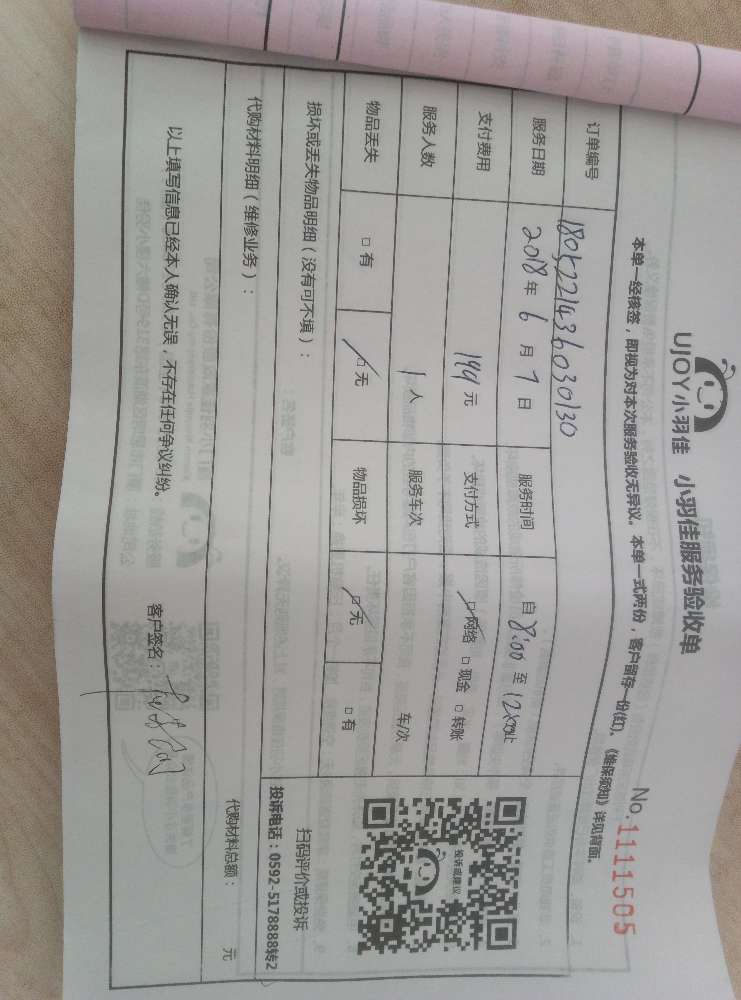 UJOY小羽佳 小羽佳服务验收单
No.1111505
本单一经核签，即视为对本次服务验收无异议。本单一式两份，客户留存一份(红)。《维保须知》详见背面。
订单编号 1805221436030130
服务日期 2018年6月7日 服务时间 自8:00至12:00止
支付费用 199元 支付方式 □网络 □现金 □转账
服务人数 1人 服务车次 车/次
物品丢失 □有 □无 物品损坏 □无 □有
投诉或建议
扫码评价或投诉
投诉电话：0592-5178888转2
损坏或丢失物品明细（没有可不填）：
代购材料明细（维修业务）：
代购材料总额： 元
以上填写信息已经本人确认无误，不存在任何争议纠纷。
客户签名：